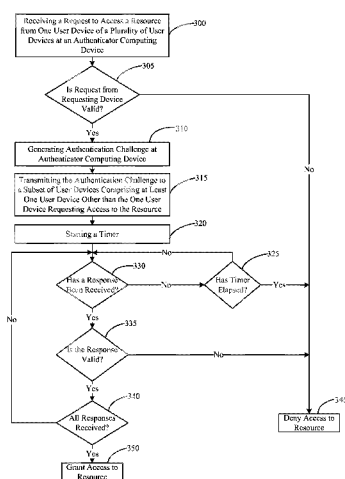 Receiving a Request to Access a Resource
from One User Device of a Plurality of User
Devices at an Authenticator Computing
Device
300
305
Is Request from
Requesting Device
Valid?
Yes
310
Generating Authentication Challenge at
Authenticator Computing Device
315
Transmitting the Authentication Challenge to
a Subset of User Devices Comprising at Least
One User Device Other than the One User
Device Requesting Access to the Resource
No
320
Starting a Timer
No
330
325
Has a Response
Been Received?
No
Has Timer
Elapsed?
Yes
Yes
335
No
Is the Response
Valid?
No
Yes
340
All Responses
Received?
Deny Access to
Resource
Yes
350
Grant Access to
Resource